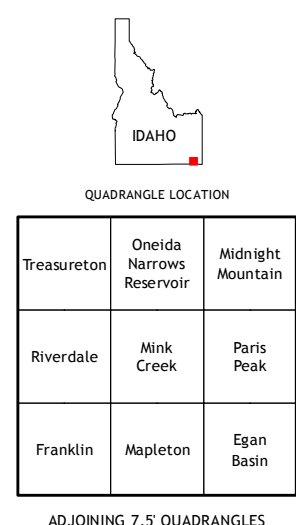 IDAHO
QUADRANGLE LOCATION
Treasureton
Oneida
Narrows
Reservoir
Midnight
Mountain
Riverdale
Mink
Creek
Paris
Peak
Franklin
Mapleton
Egan
Basin
ADJOINING 7.5' QUADRANGLES